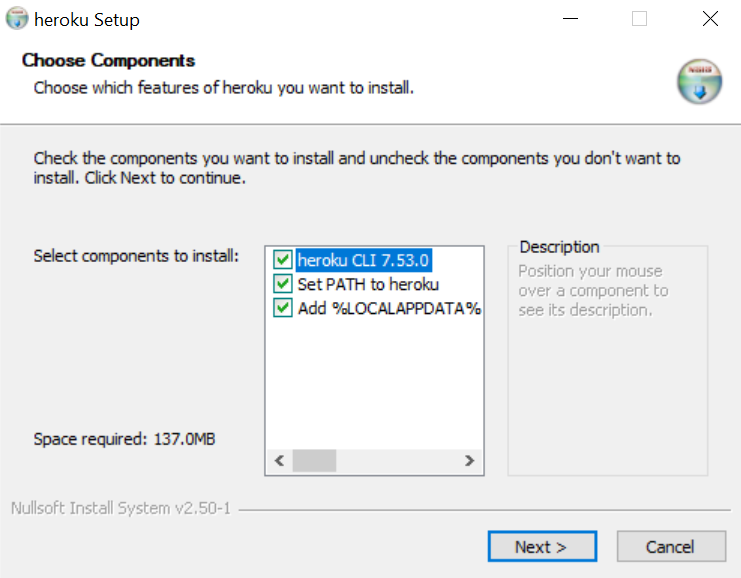 heroku Setup
Choose Components
Choose which features of heroku you want to install.
Check the components you want to install and uncheck the components you don't want to
install. Click Next to continue.
Select components to install:
heroku CLI 7.53.0
Set PATH to heroku
Add %LOCALAPPDATA%
Description
Position your mouse
over a component to
see its description.
Space required: 137.0MB
Nullsoft Install System v2.50-1
Next >
Cancel